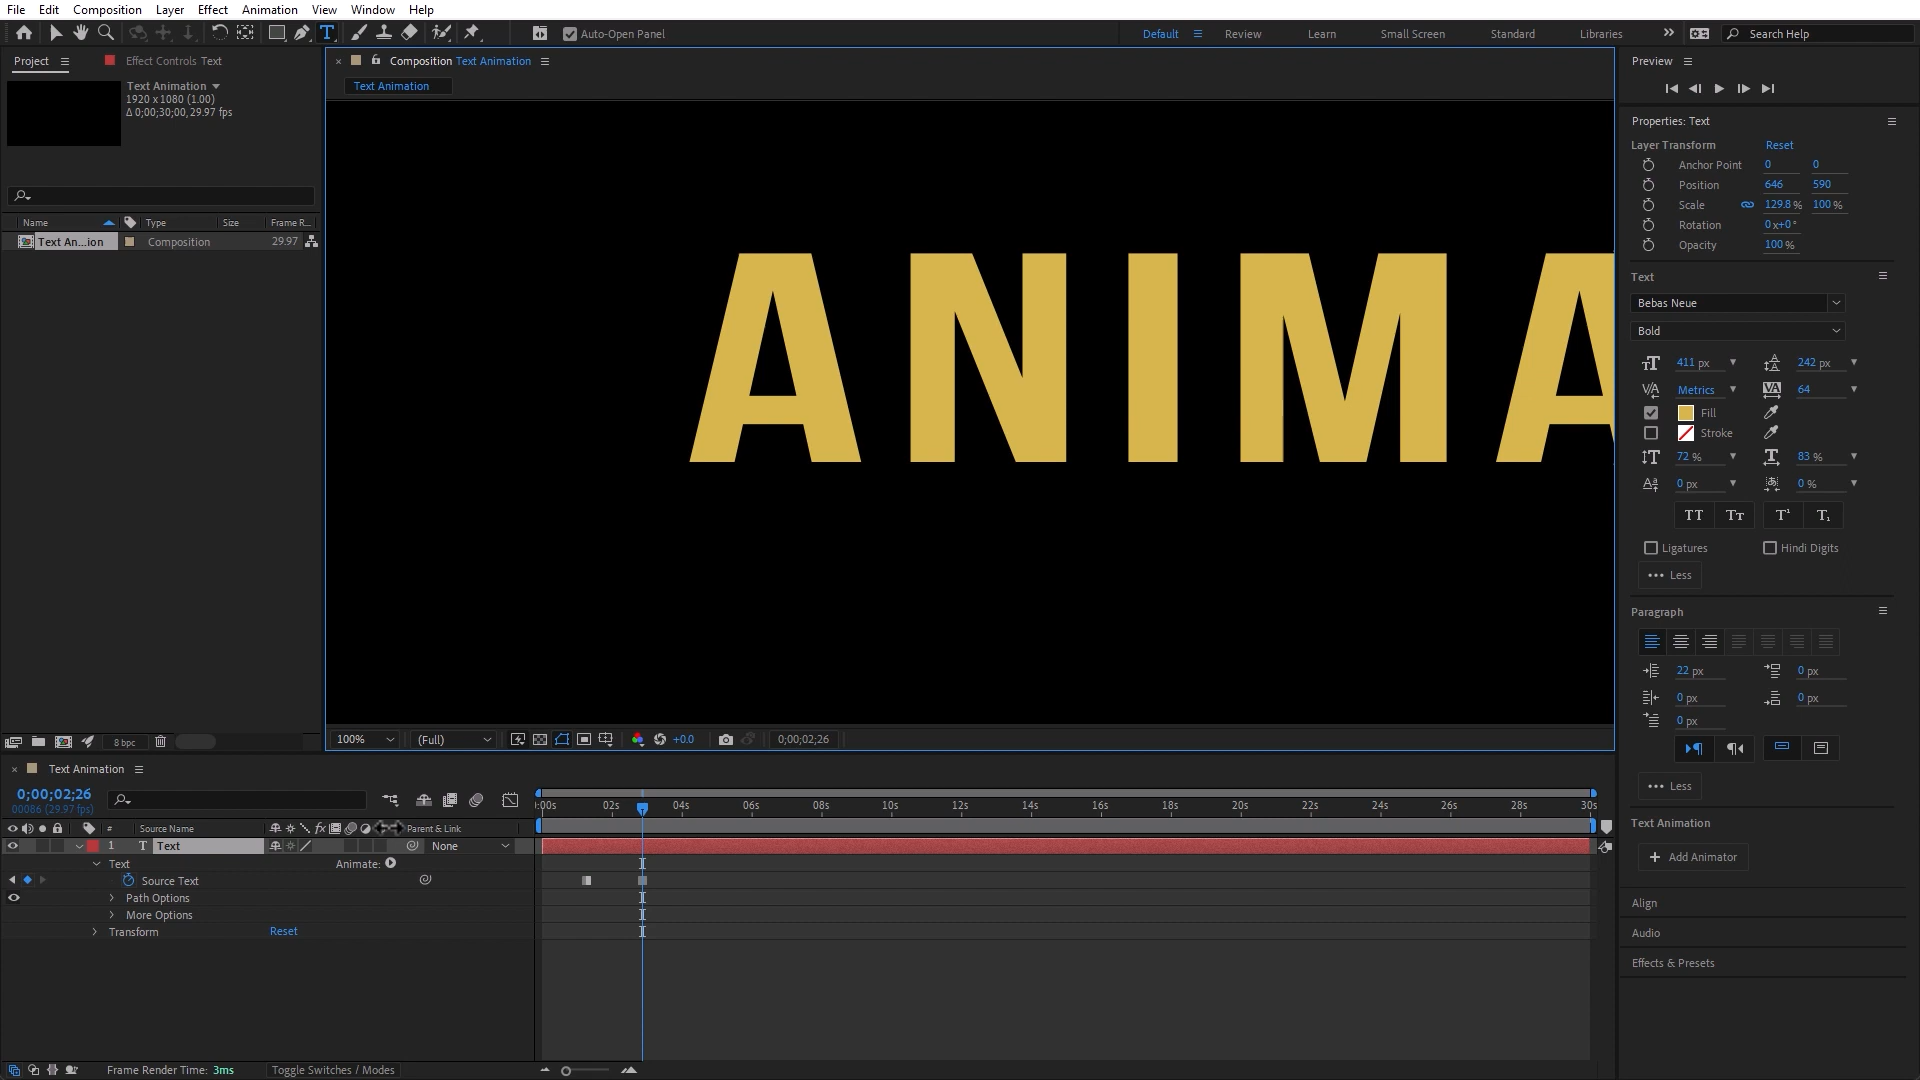 File Edit Composition Layer Effect Animation View Window Help
Auto-Open Panel Default Review Learn Small Screen Standard Libraries Search Help
Project Effect Controls Text
Text Animation
1920 x 1080 (1.00)
Δ 0;00;30;00, 29.97 fps
Name Type Size Frame R...
Text An...ion Composition 29.97
8 bpc
Composition Text Animation
Text Animation
ANIMA
100% (Full) +0.0 0;00;02;26
Preview
Properties: Text
Layer Transform Reset
Anchor Point 0 0
Position 646 590
Scale 129.8 % 100 %
Rotation 0x+0°
Opacity 100 %
Text
Bebas Neue
Bold
411 px 242 px
Metrics 64
Fill
Stroke
72 % 83 %
0 px 0 %
TT Tᴛ T¹ T₁
Ligatures Hindi Digits
Less
Paragraph
22 px 0 px
0 px 0 px
0 px
Less
Text Animation
Add Animator
Align
Audio
Effects & Presets
Text Animation
0;00;02;26
00086 (29.97 fps)
:00s 02s 04s 06s 08s 10s 12s 14s 16s 18s 20s 22s 24s 26s 28s 30s
# Source Name fx Parent & Link
1 T Text None
Text Animate:
Source Text
Path Options
More Options
Transform Reset
Frame Render Time: 3ms Toggle Switches / Modes